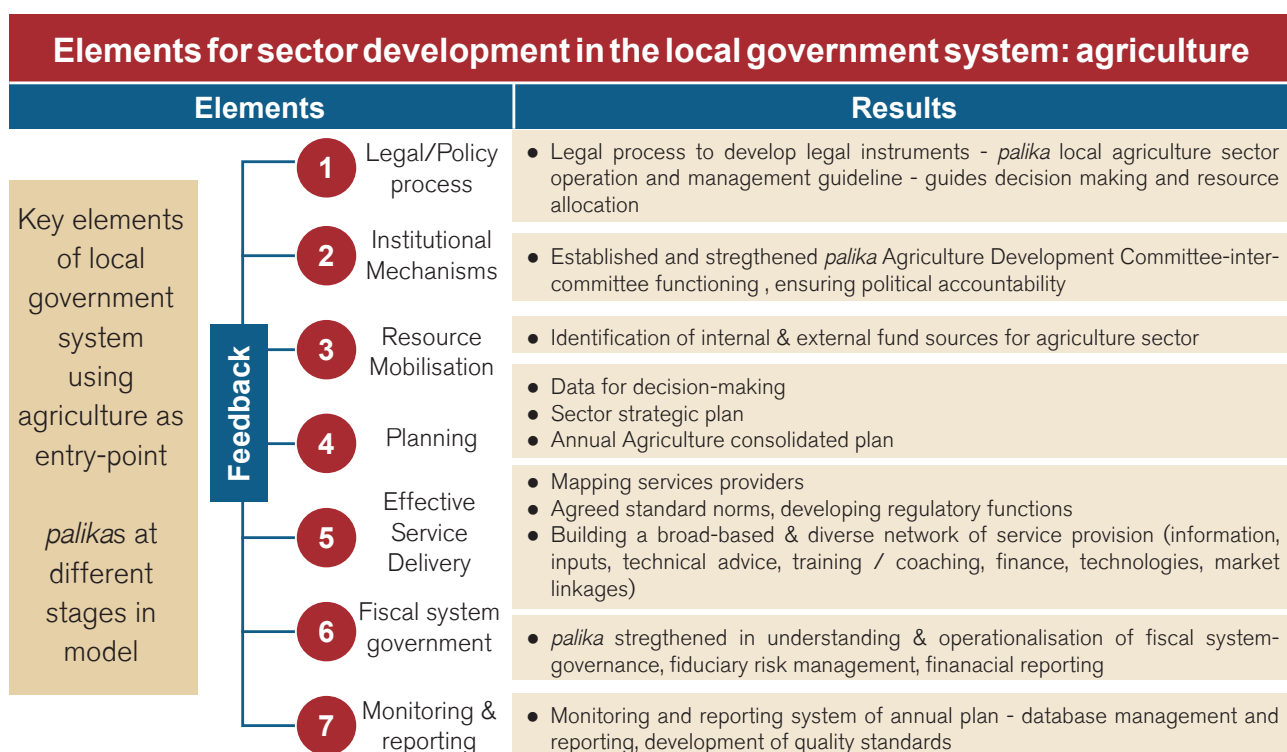 Elements for sector development in the local government system: agriculture
Elements
Results
Key elements
of local
government
system
using
agriculture as
entry-point
palikas at
different
stages in
model
Feedback
1
Legal/Policy
process
● Legal process to develop legal instruments - palika local agriculture sector
operation and management guideline - guides decision making and resource
allocation
2
Institutional
Mechanisms
● Established and stregthened palika Agriculture Development Committee-inter-
committee functioning , ensuring political accountability
3
Resource
Mobilisation
● Identification of internal & external fund sources for agriculture sector
4
Planning
● Data for decision-making
● Sector strategic plan
● Annual Agriculture consolidated plan
5
Effective
Service
Delivery
● Mapping services providers
● Agreed standard norms, developing regulatory functions
● Building a broad-based & diverse network of service provision (information,
inputs, technical advice, training / coaching, finance, technologies, market
linkages)
6
Fiscal system
government
● palika stregthened in understanding & operationalisation of fiscal system-
governance, fiduciary risk management, finanacial reporting
7
Monitoring &
reporting
● Monitoring and reporting system of annual plan - database management and
reporting, development of quality standards